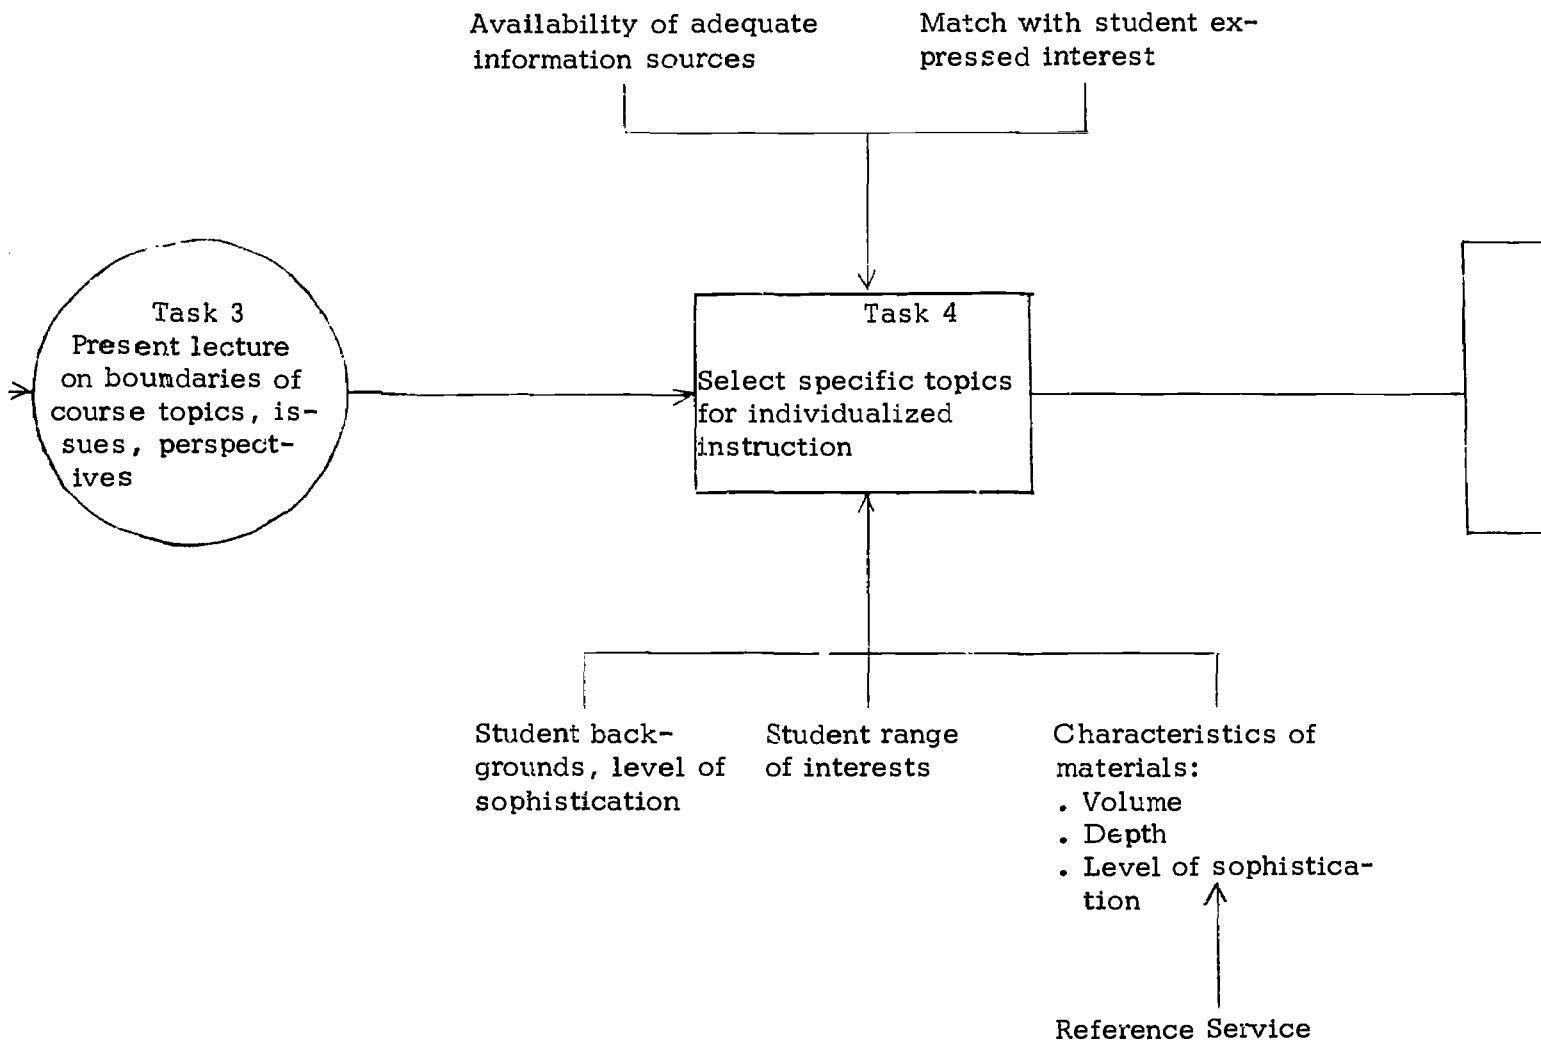 Availability of adequate
information sources
Match with student ex-
pressed interest
Task 3
Present lecture
on boundaries of
course topics, is-
sues, perspect-
ives
Task 4
Select specific topics
for individualized
instruction
Student back-
grounds, level of
sophistication
Student range
of interests
Characteristics of
materials:
. Volume
. Depth
. Level of sophistica-
tion
Reference Service